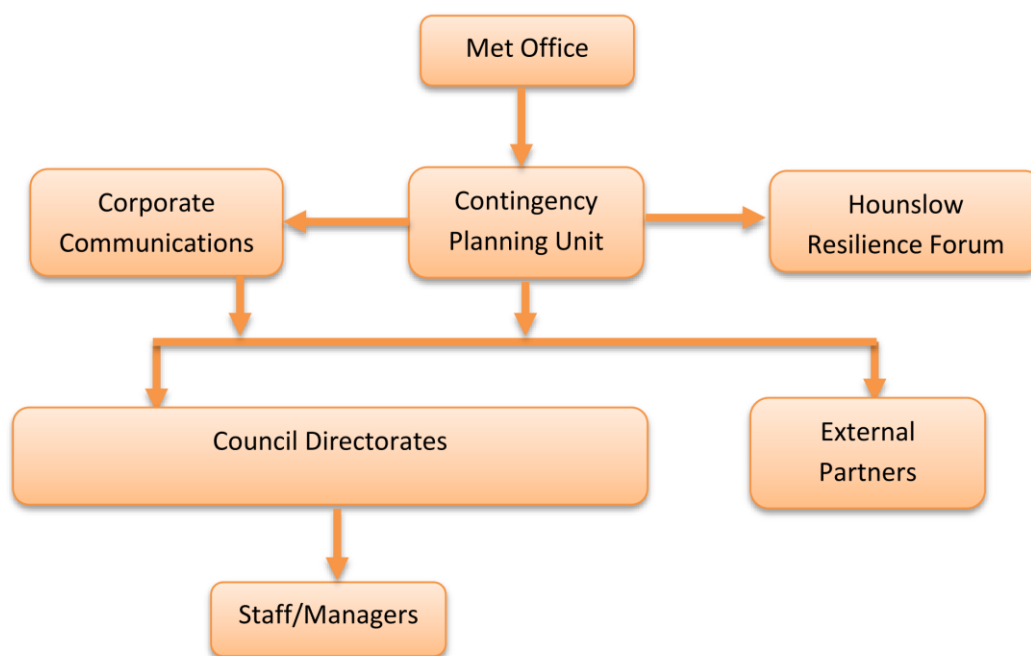 Met Office
Corporate
Communications
Contingency
Planning Unit
Hounslow
Resilience Forum
Council Directorates
External
Partners
Staff/Managers